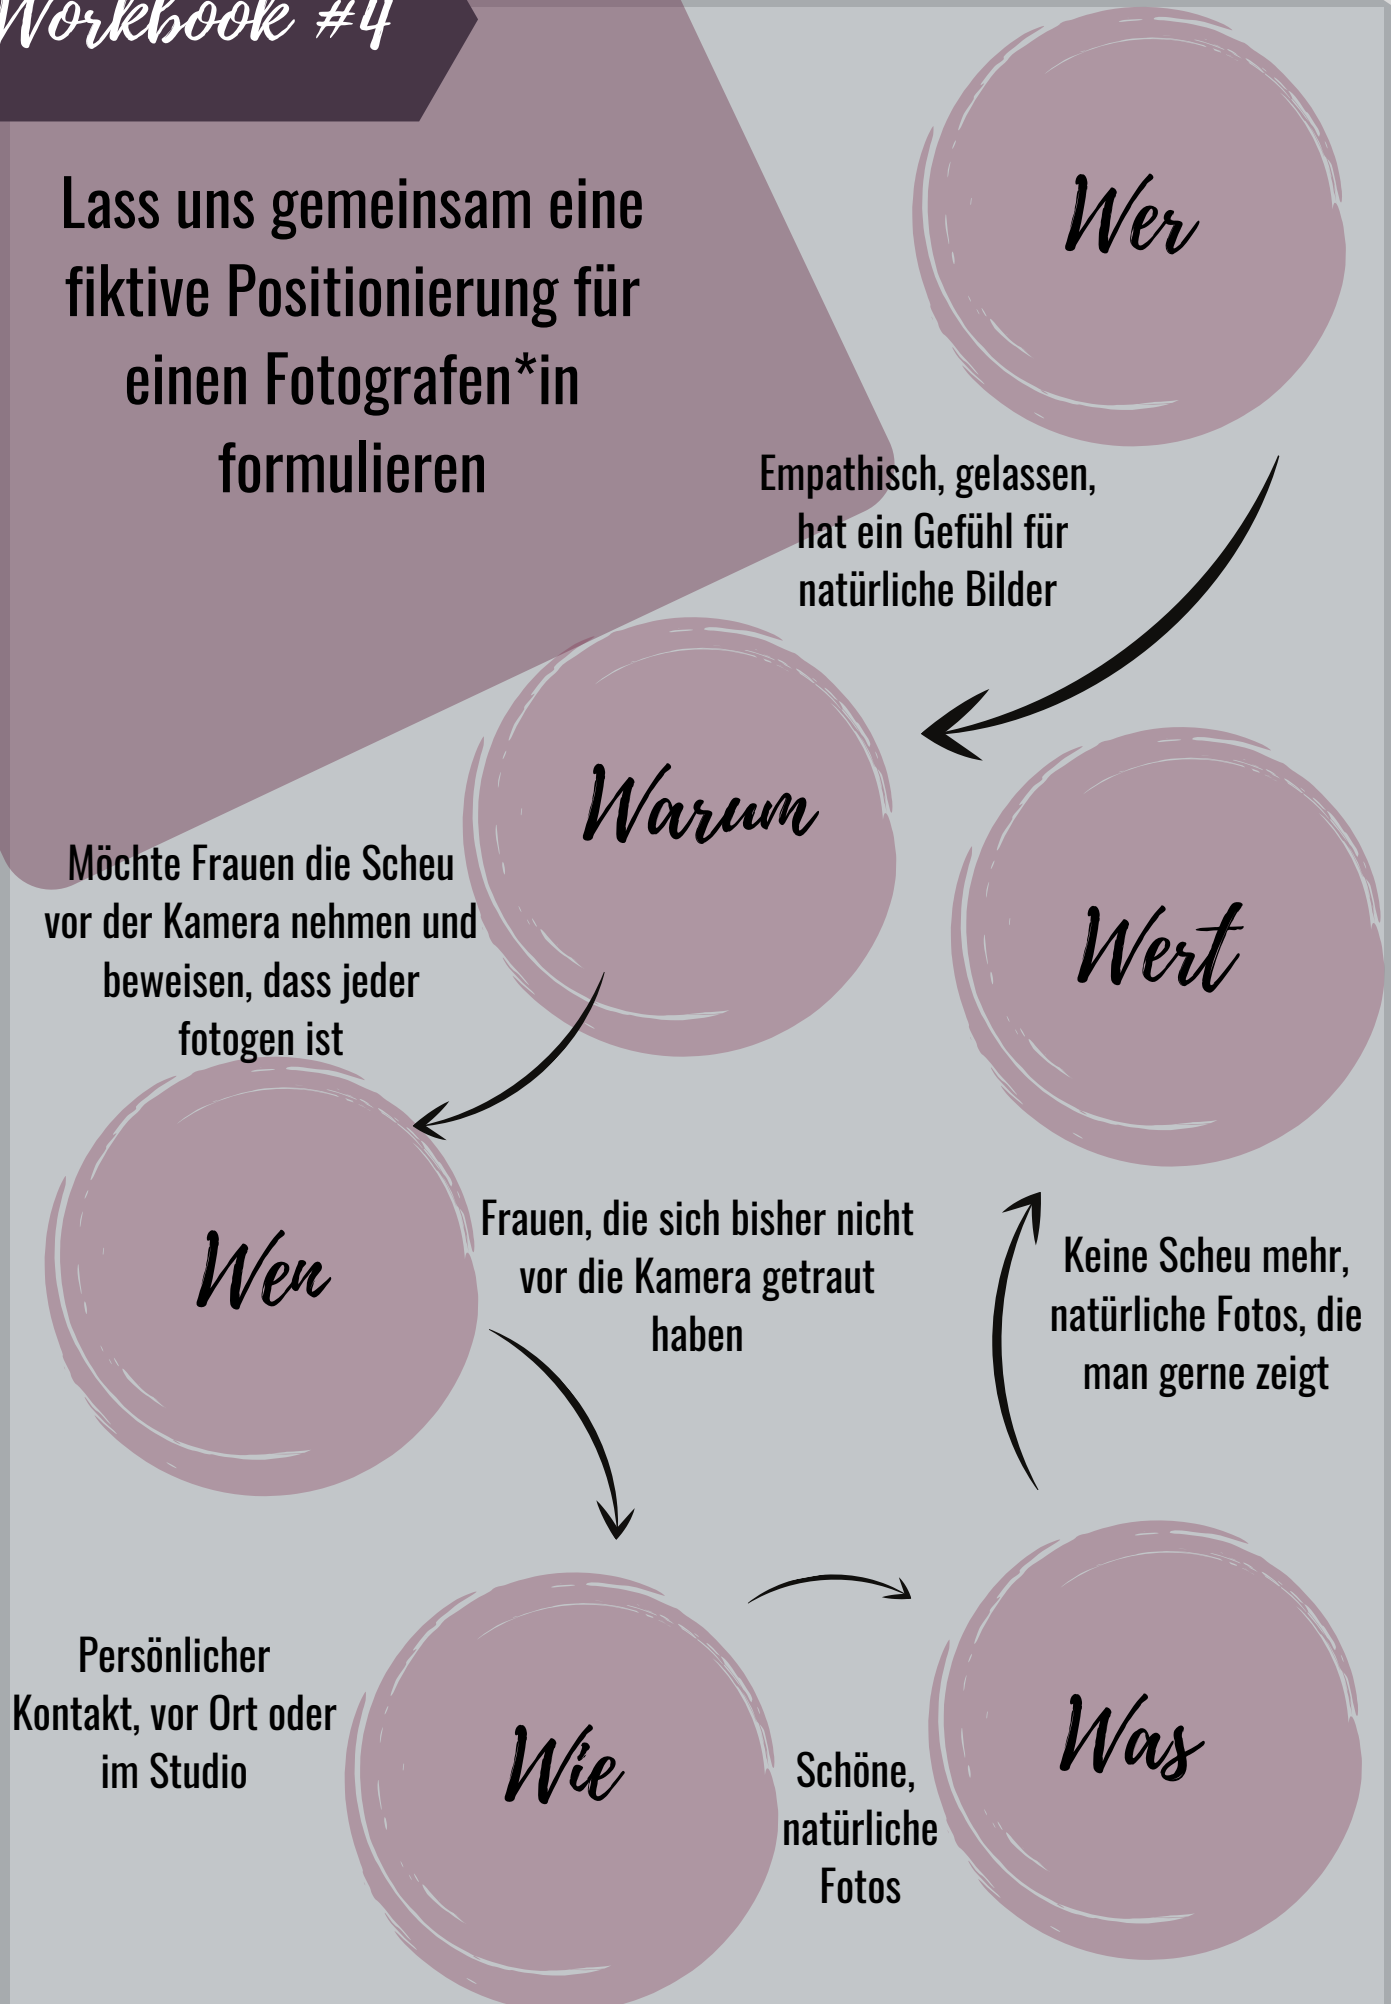 Workbook #4
Lass uns gemeinsam eine
fiktive Positionierung für
einen Fotografen*in
formulieren
Wer
Empathisch, gelassen,
hat ein Gefühl für
natürliche Bilder
Warum
Möchte Frauen die Scheu
vor der Kamera nehmen und
beweisen, dass jeder
fotogen ist
Wen
Frauen, die sich bisher nicht
vor die Kamera getraut
haben
Wie
Persönlicher
Kontakt, vor Ort oder
im Studio
Was
Schöne,
natürliche
Fotos
Wert
Keine Scheu mehr,
natürliche Fotos, die
man gerne zeigt